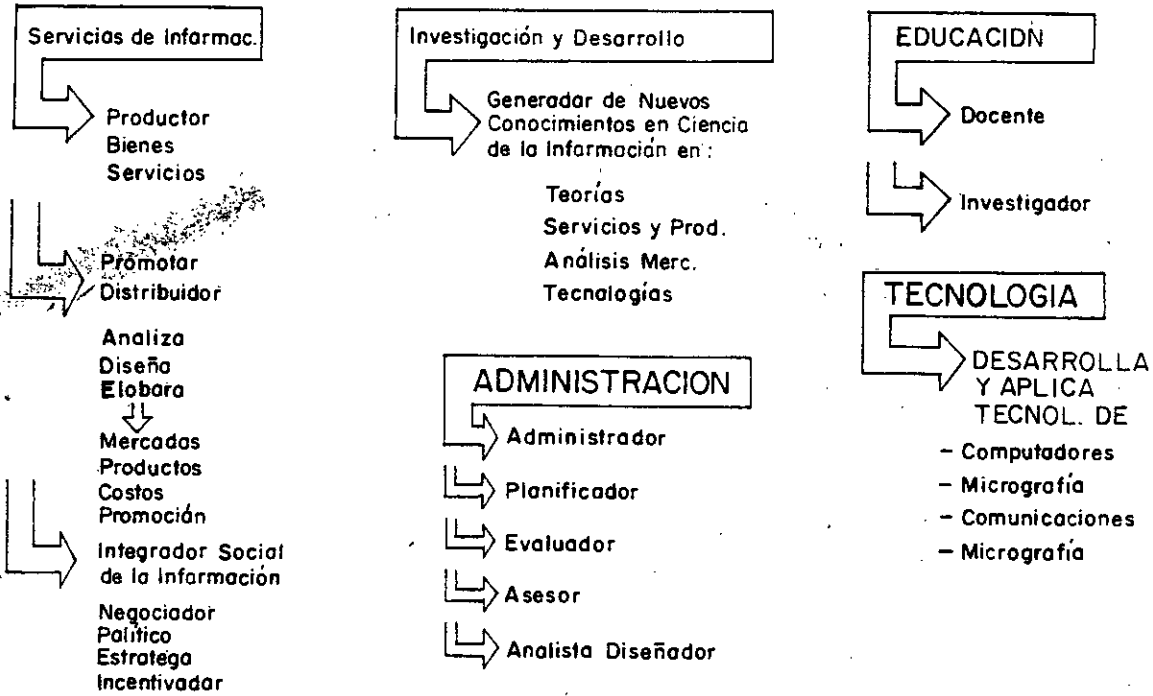 Servicios de Informac.
Productor
Bienes
Servicios
Promotor
Distribuidor
Analiza
Diseña
Elabora
Mercados
Productos
Costos
Promoción
Integrador Social
de la Información
Negociador
Político
Estratega
Incentivador
Investigación y Desarrollo
Generador de Nuevos
Conocimientos en Ciencia
de la Información en :
Teorías
Servicios y Prod.
Análisis Merc.
Tecnologías
ADMINISTRACION
Administrador
Planificador
Evaluador
Asesor
Analista Diseñador
EDUCACION
Docente
Investigador
TECNOLOGIA
DESARROLLA
Y APLICA
TECNOL. DE
- Computadores
- Micrografía
- Comunicaciones
- Micrografía